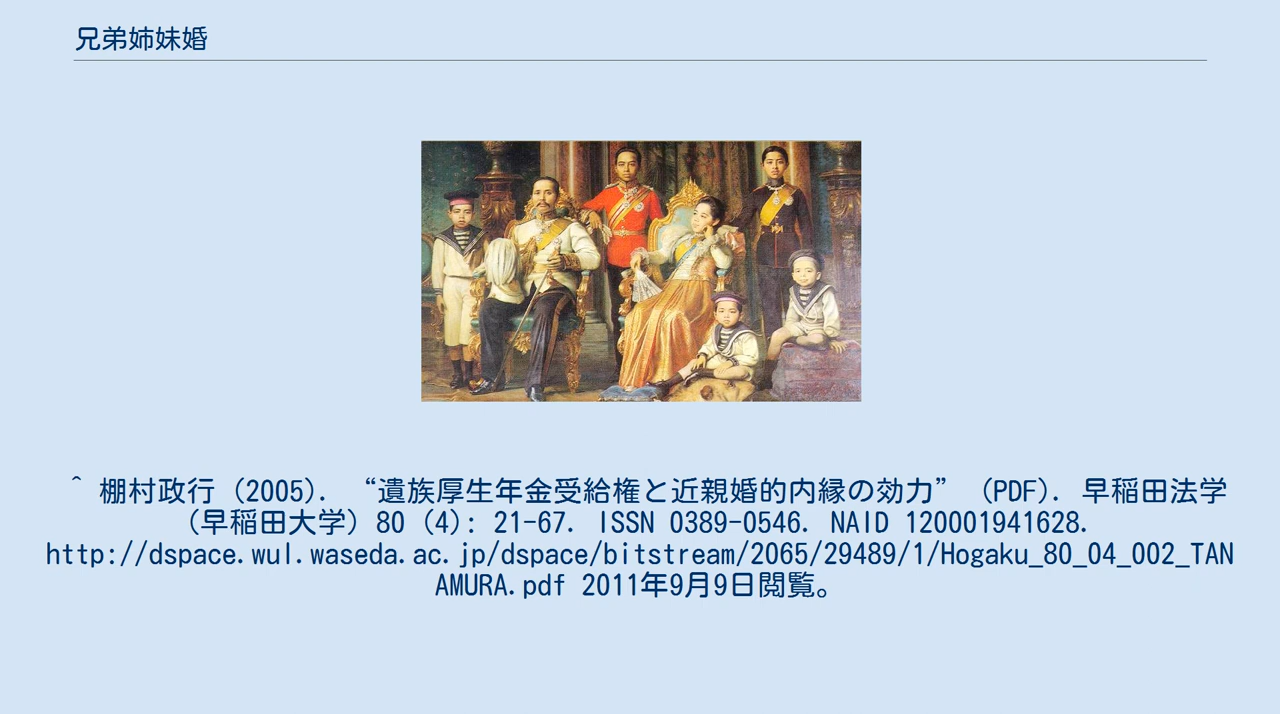 兄弟姉妹婚
^ 棚村政行 (2005). “遺族厚生年金受給権と近親婚的内縁の効力” (PDF). 早稲田法学
(早稲田大学) 80 (4): 21-67. ISSN 0389-0546. NAID 120001941628.
http://dspace.wul.waseda.ac.jp/dspace/bitstream/2065/29489/1/Hogaku_80_04_002_TAN
AMURA.pdf 2011年9月9日閲覧。